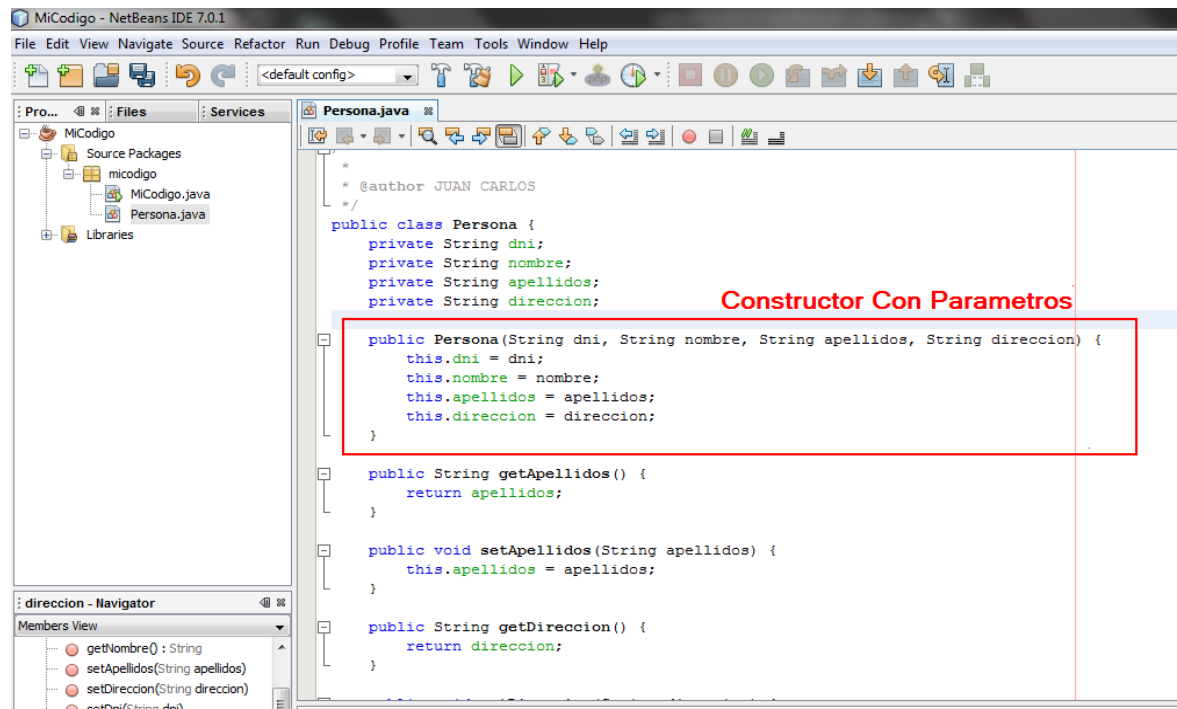 MiCodigo - NetBeans IDE 7.0.1
File Edit View Navigate Source Refactor Run Debug Profile Team Tools Window Help
<default config>
Pro... Files Services
MiCodigo
Source Packages
micodigo
MiCodigo.java
Persona.java
Libraries
direccion - Navigator
Members View
getNombre() : String
setApellidos(String apellidos)
setDireccion(String direccion)
setDni(String dni)
Persona.java
*
* @author JUAN CARLOS
*/
public class Persona {
private String dni;
private String nombre;
private String apellidos;
private String direccion;
Constructor Con Parametros
public Persona(String dni, String nombre, String apellidos, String direccion) {
this.dni = dni;
this.nombre = nombre;
this.apellidos = apellidos;
this.direccion = direccion;
}
public String getApellidos() {
return apellidos;
}
public void setApellidos(String apellidos) {
this.apellidos = apellidos;
}
public String getDireccion() {
return direccion;
}